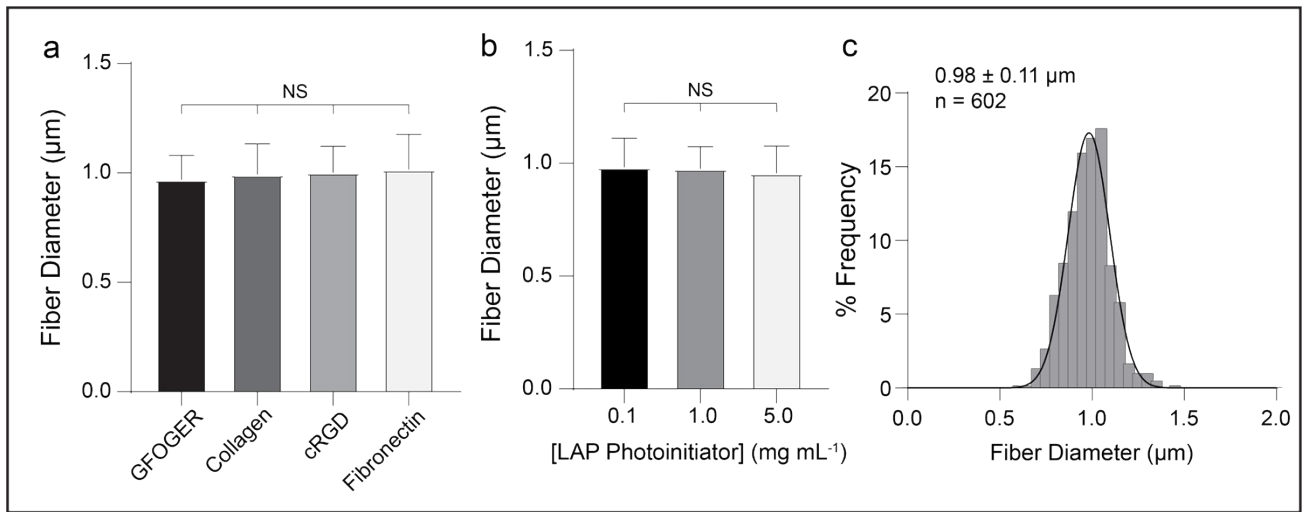 a
Fiber Diameter (μm)
1.5
1.0
0.5
0.0
NS
GFOGER
Collagen
cRGD
Fibronectin
b
Fiber Diameter (μm)
1.5
1.0
0.5
0.0
NS
0.1
1.0
5.0
[LAP Photoinitiator] (mg mL⁻¹)
c
0.98 ± 0.11 μm
n = 602
% Frequency
20
15
10
5
0
0.0
0.5
1.0
1.5
2.0
Fiber Diameter (μm)